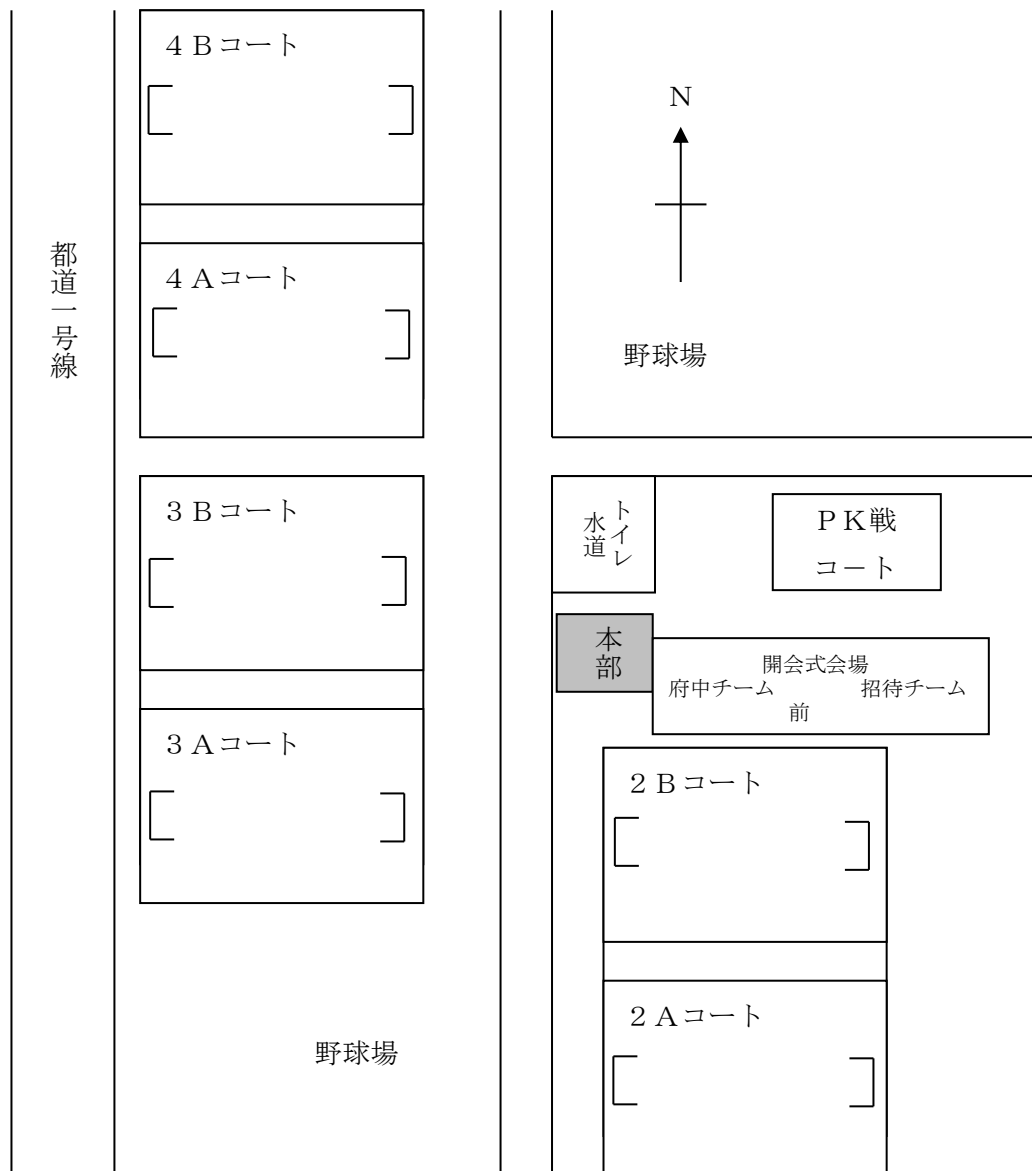 ４Ｂコート
N
都道一号線
４Ａコート
野球場
３Ｂコート
トイレ
水道
ＰＫ戦
コート
本部
開会式会場
府中チーム　　　招待チーム
前
３Ａコート
２Ｂコート
２Ａコート
野球場